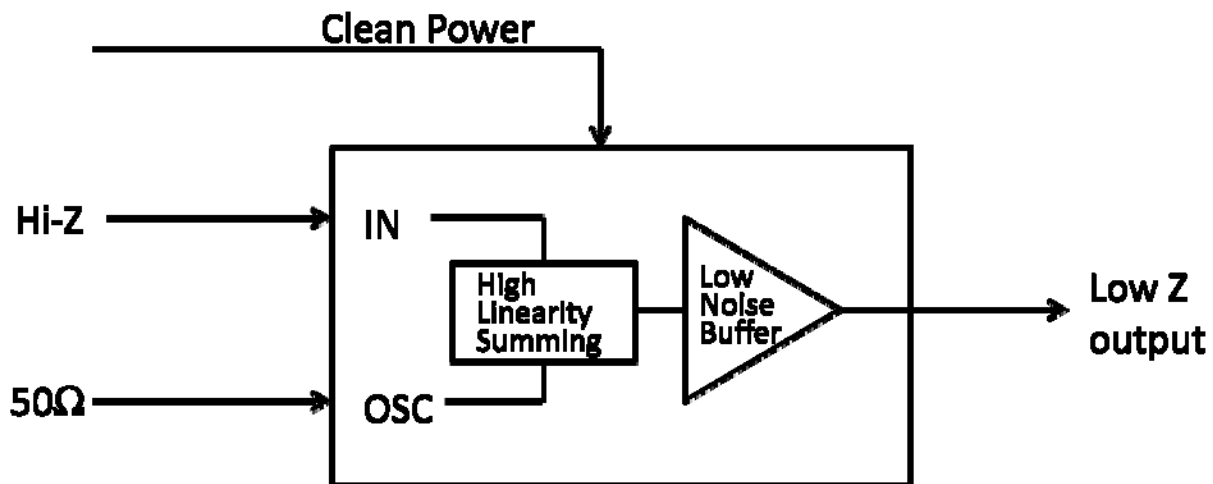 Clean Power
Hi-Z
IN
High
Linearity
Summing
Low
Noise
Buffer
Low Z
output
50Ω
OSC